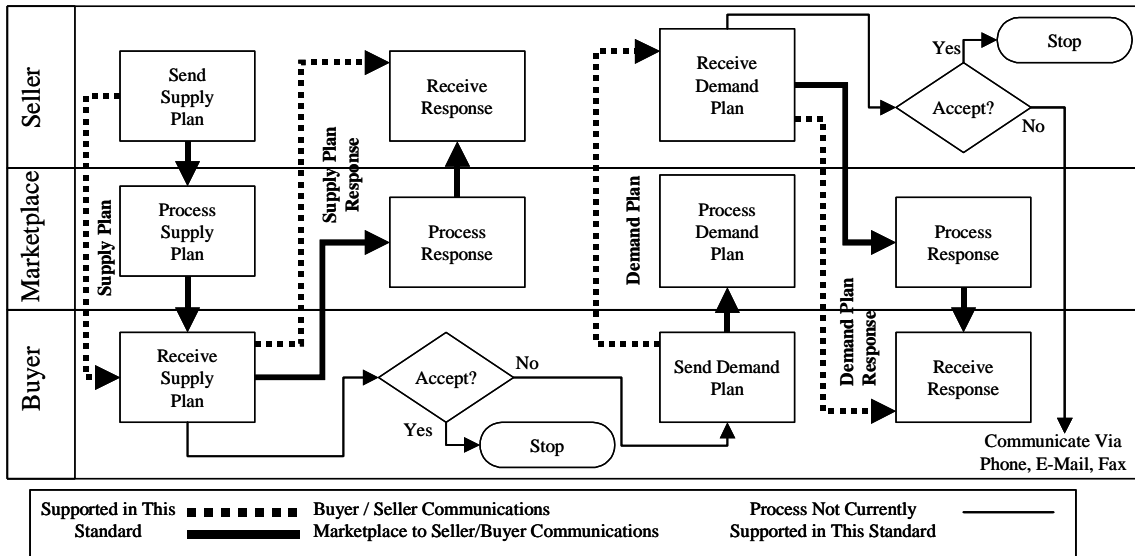 Seller
Send
Supply
Plan
Receive
Response
Receive
Demand
Plan
Yes
Stop
Accept?
No
Supply Plan
Supply Plan
Response
Demand Plan
Demand Plan
Response
Marketplace
Process
Supply
Plan
Process
Response
Process
Demand
Plan
Process
Response
Buyer
Receive
Supply
Plan
Accept?
No
Yes
Stop
Send Demand
Plan
Receive
Response
Communicate Via
Phone, E-Mail, Fax
Supported in This
Standard
Buyer / Seller Communications
Marketplace to Seller/Buyer Communications
Process Not Currently
Supported in This Standard